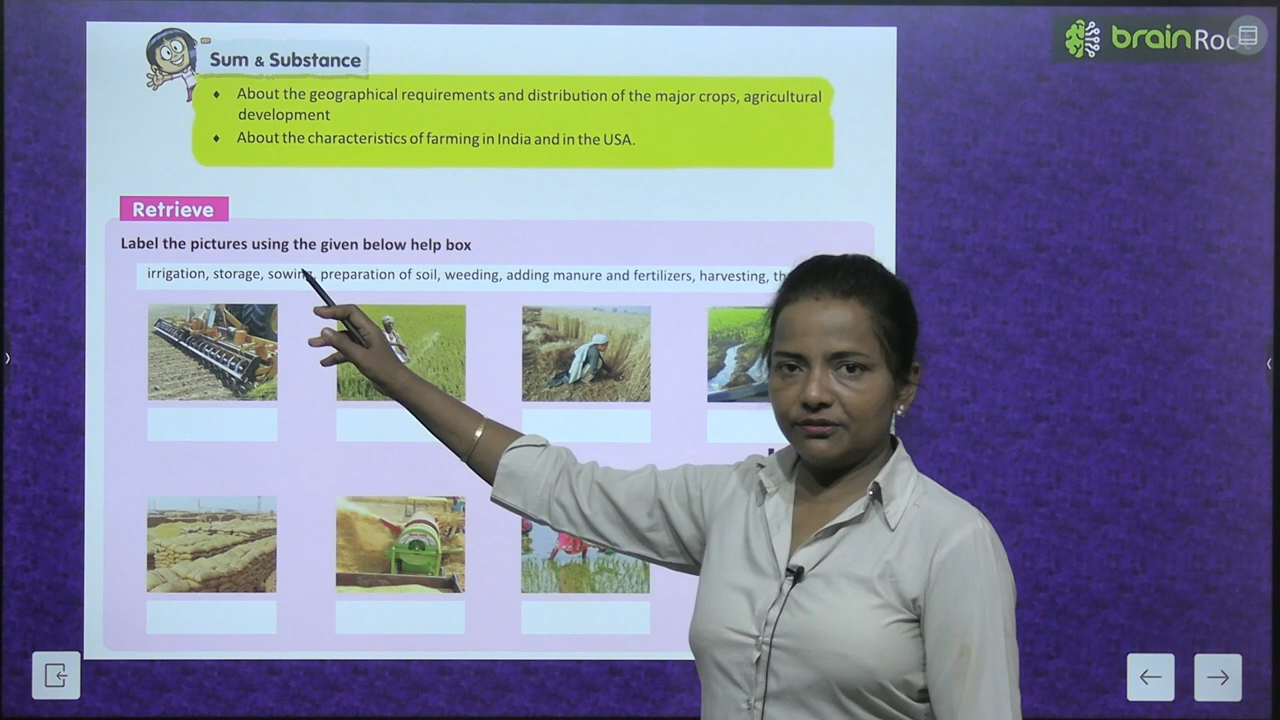 brainRoot
Sum & Substance
♦ About the geographical requirements and distribution of the major crops, agricultural
development
♦ About the characteristics of farming in India and in the USA.
Retrieve
Label the pictures using the given below help box
irrigation, storage, sowing, preparation of soil, weeding, adding manure and fertilizers, harvesting,